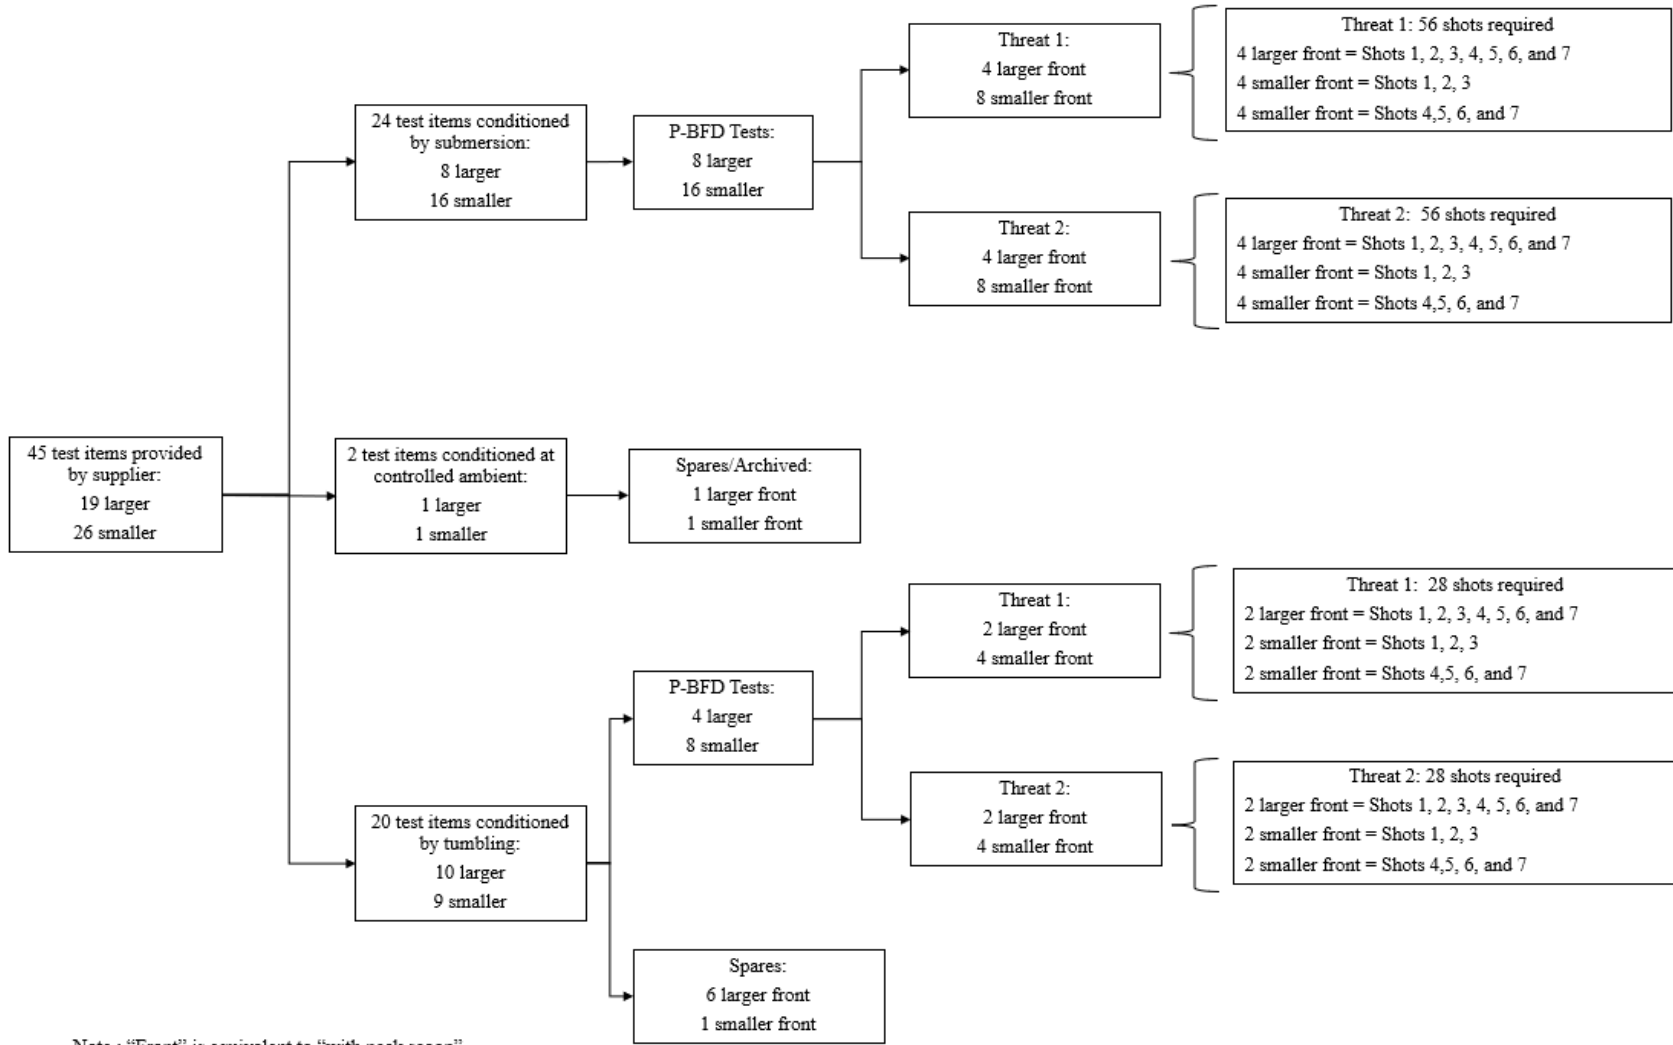 45 test items provided
by supplier:
19 larger
26 smaller
24 test items conditioned
by submersion:
8 larger
16 smaller
P-BFD Tests:
8 larger
16 smaller
Threat 1:
4 larger front
8 smaller front
Threat 1: 56 shots required
4 larger front = Shots 1, 2, 3, 4, 5, 6, and 7
4 smaller front = Shots 1, 2, 3
4 smaller front = Shots 4,5, 6, and 7
Threat 2:
4 larger front
8 smaller front
Threat 2: 56 shots required
4 larger front = Shots 1, 2, 3, 4, 5, 6, and 7
4 smaller front = Shots 1, 2, 3
4 smaller front = Shots 4,5, 6, and 7
2 test items conditioned at
controlled ambient:
1 larger
1 smaller
Spares/Archived:
1 larger front
1 smaller front
20 test items conditioned
by tumbling:
10 larger
9 smaller
P-BFD Tests:
4 larger
8 smaller
Threat 1:
2 larger front
4 smaller front
Threat 1: 28 shots required
2 larger front = Shots 1, 2, 3, 4, 5, 6, and 7
2 smaller front = Shots 1, 2, 3
2 smaller front = Shots 4,5, 6, and 7
Threat 2:
2 larger front
4 smaller front
Threat 2: 28 shots required
2 larger front = Shots 1, 2, 3, 4, 5, 6, and 7
2 smaller front = Shots 1, 2, 3
2 smaller front = Shots 4,5, 6, and 7
Spares:
6 larger front
1 smaller front
Note : “Front” is equivalent to “with neck scoop”